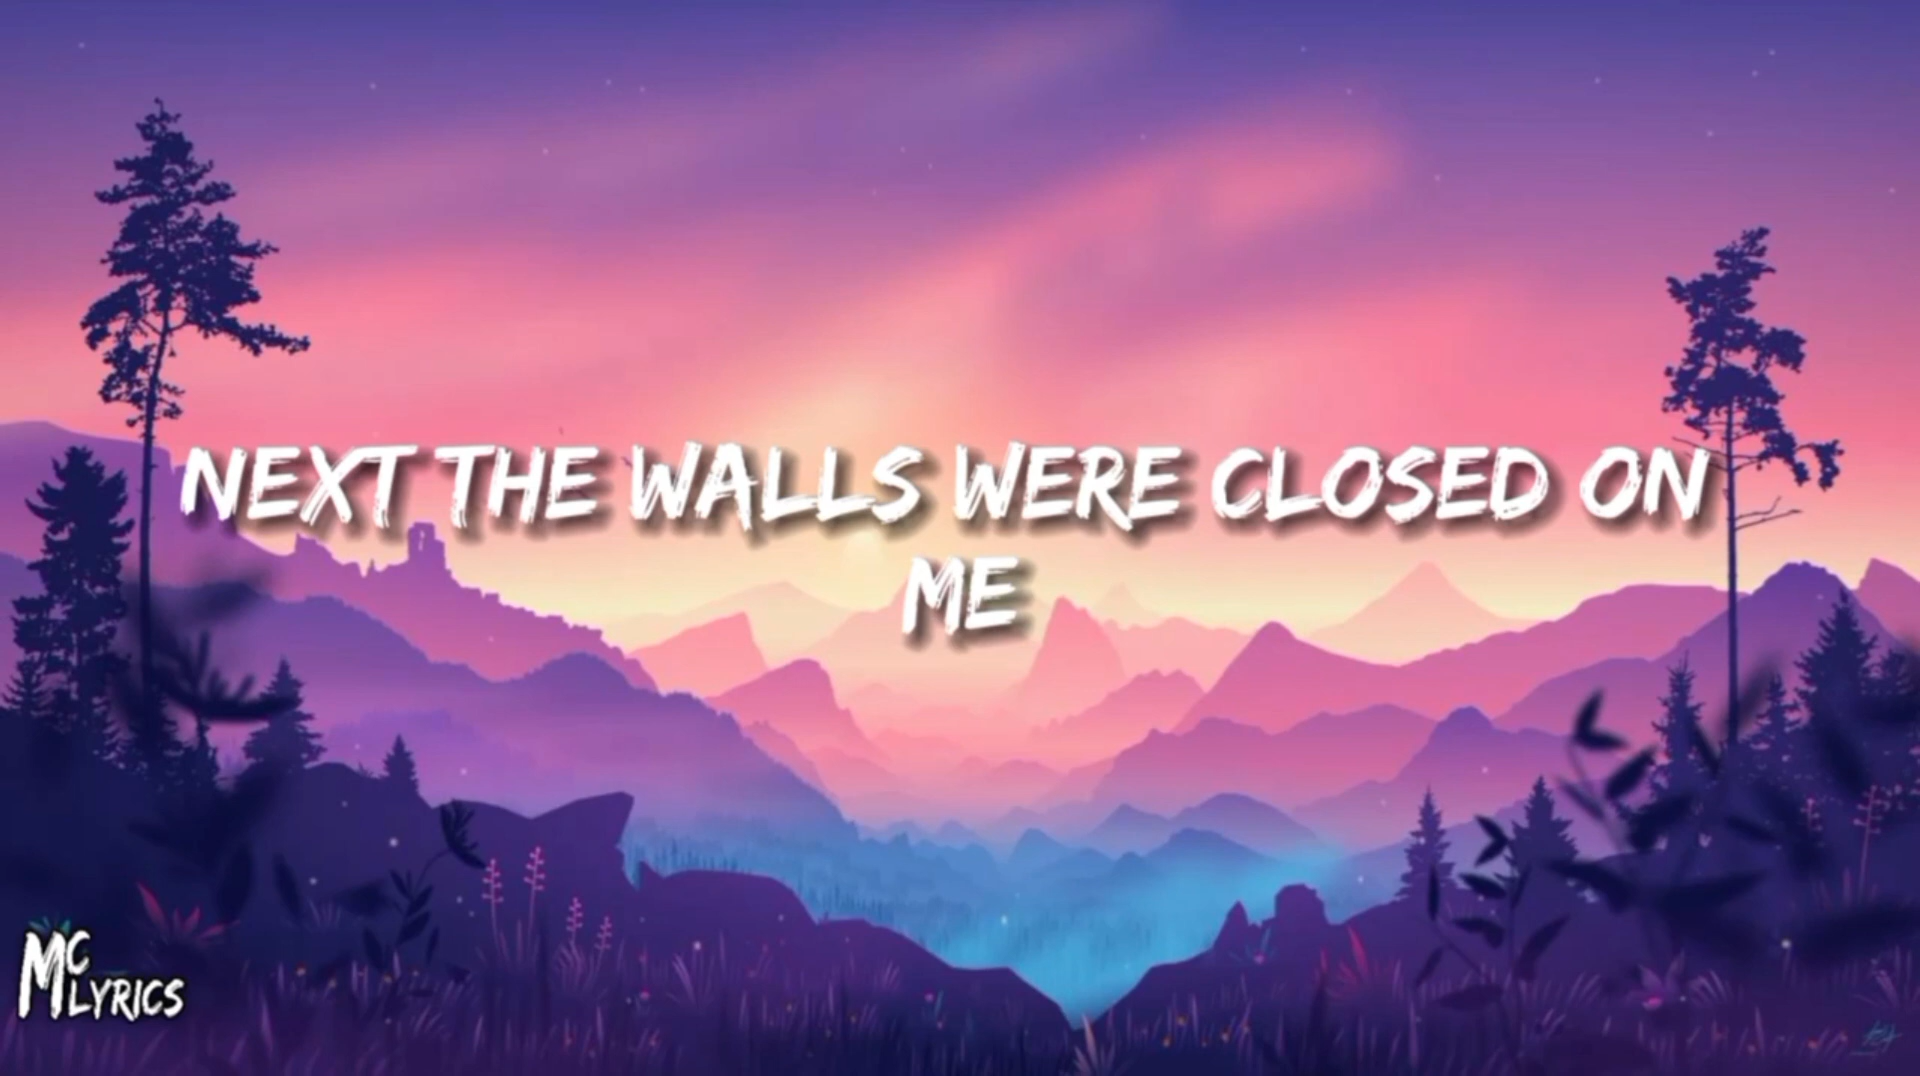 NEXT THE WALLS WERE CLOSED ON
ME
MC
LYRICS